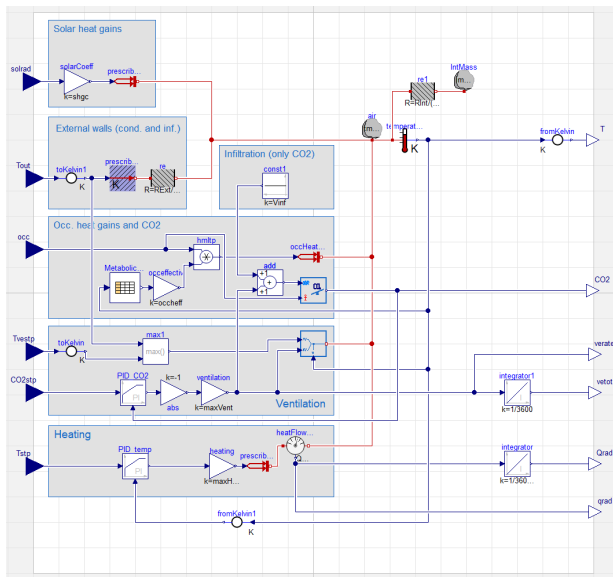 Solar heat gains
solrad
solarCoeff
prescrib...
k=shgc
IntMass
re1
m...
R=RInt/(...
air
m...
External walls (cond. and inf.)
Tout
toKelvin1
K
prescrib...
K
re
R=RExt/...
temperat...
K
fromKelvin
K
T
Infiltration (only CO2)
const1
k=Vinf
Occ. heat gains and CO2
occ
hmltp
occHeat...
Metabolic...
occeffectiv
k=occheff
add
+1
+
+1
CO2
Tvestp
toKelvin
K
max1
max()
verate
CO2stp
PID_CO2
PI
k=-1
abs
ventilation
k=maxVent
Ventilation
integrator1
k=1/3600
vetot
Heating
Tstp
PID_temp
PI
heating
k=maxH...
prescrib...
heatFlow...
integrator
k=1/360...
Qrad
qrad
fromKelvin1
K